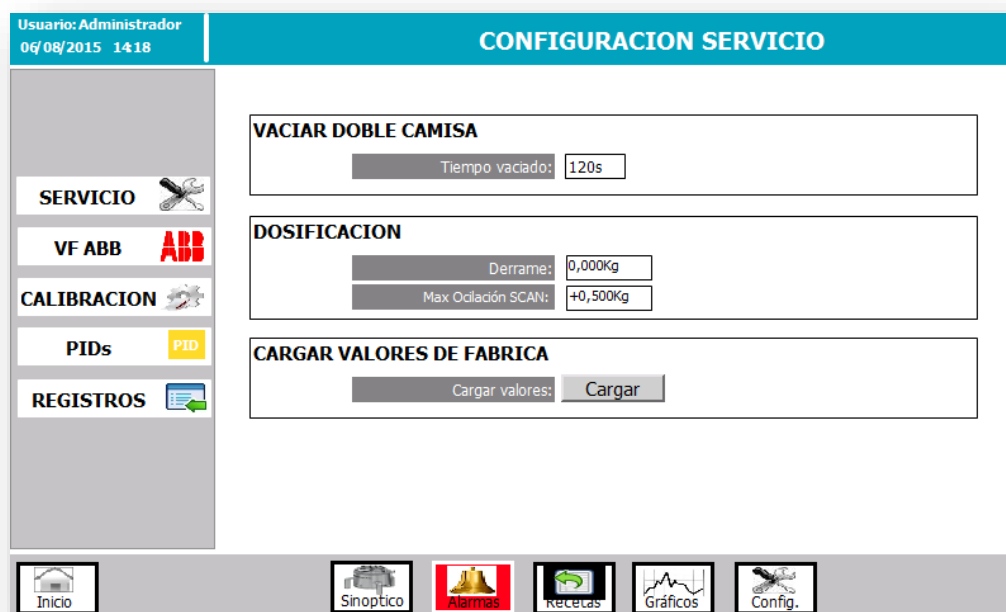 Usuario: Administrador
06/08/2015 14:18
CONFIGURACION SERVICIO
SERVICIO
VF ABB
ABB
CALIBRACION
PIDs
PID
REGISTROS
VACIAR DOBLE CAMISA
Tiempo vaciado: 120s
DOSIFICACION
Derrame: 0,000Kg
Max Ocilación SCAN: +0,500Kg
CARGAR VALORES DE FABRICA
Cargar valores: Cargar
Inicio
Sinoptico
Alarmas
Recetas
Gráficos
Config.